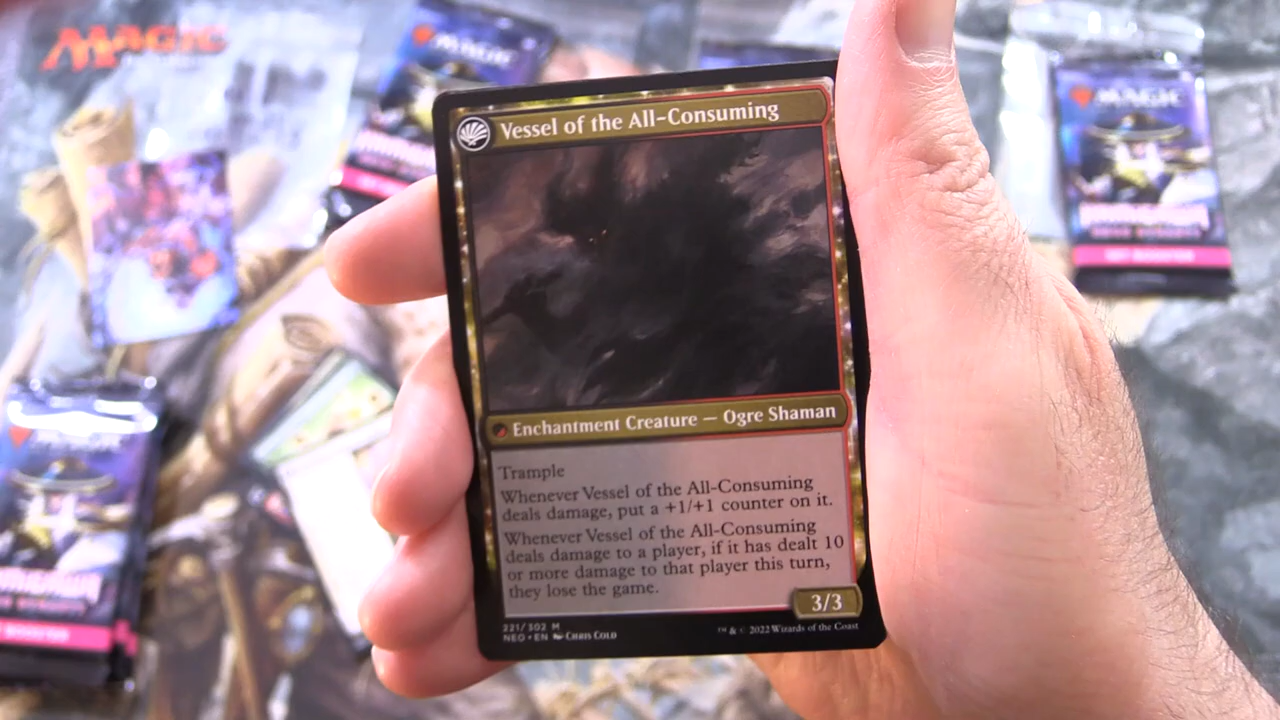 MAGIC
MAGIC
Vessel of the All-Consuming
MAGIC
Enchantment Creature — Ogre Shaman
Trample
Whenever Vessel of the All-Consuming
deals damage, put a +1/+1 counter on it.
Whenever Vessel of the All-Consuming
deals damage to a player, if it has dealt 10
or more damage to that player this turn,
they lose the game.
3/3
221/302 M
NEO • EN Chris Cold
™ & © 2022 Wizards of the Coast